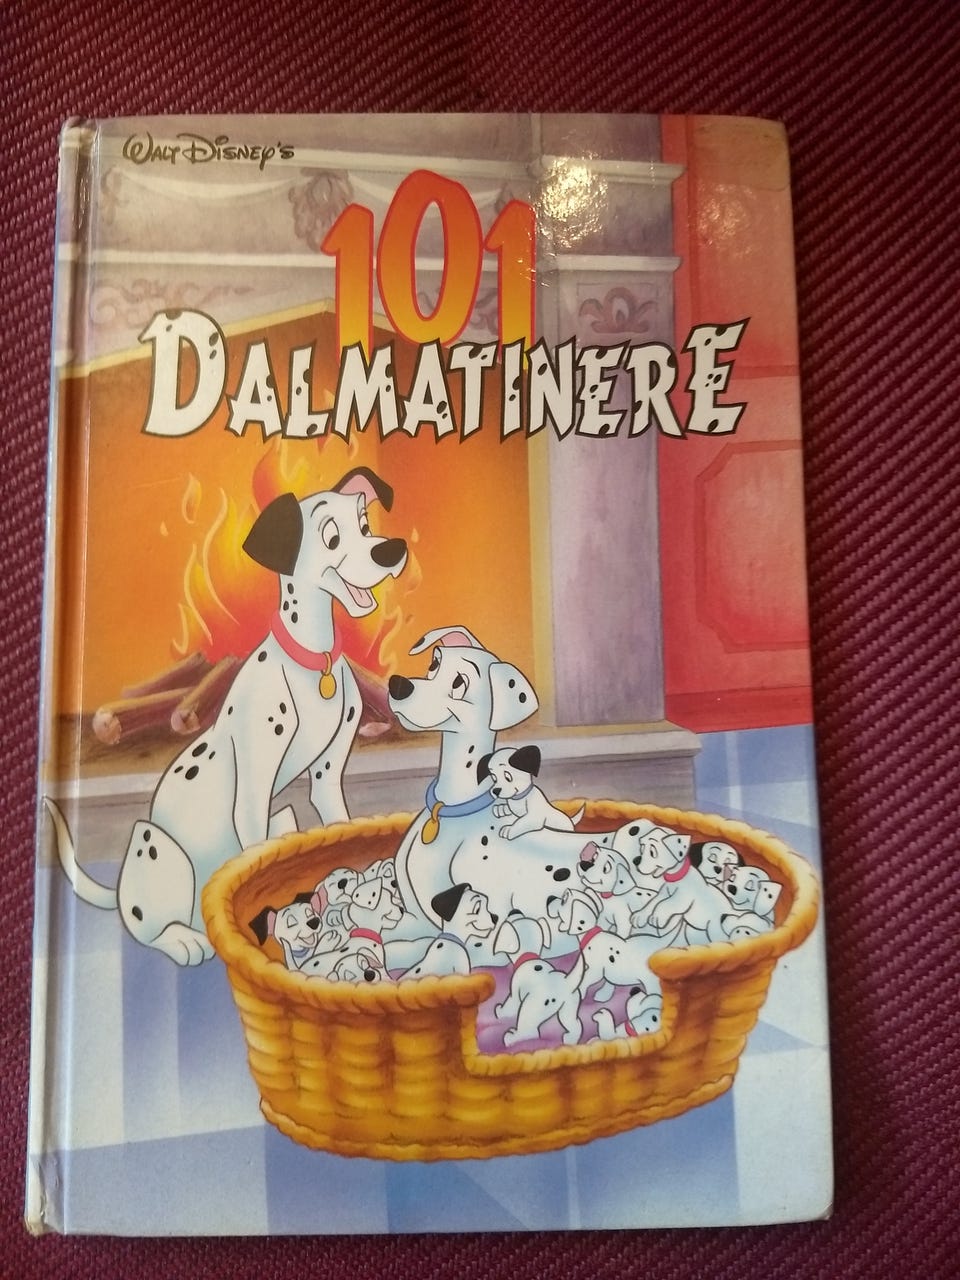 WALT DISNEY'S
101
DALMATINERE